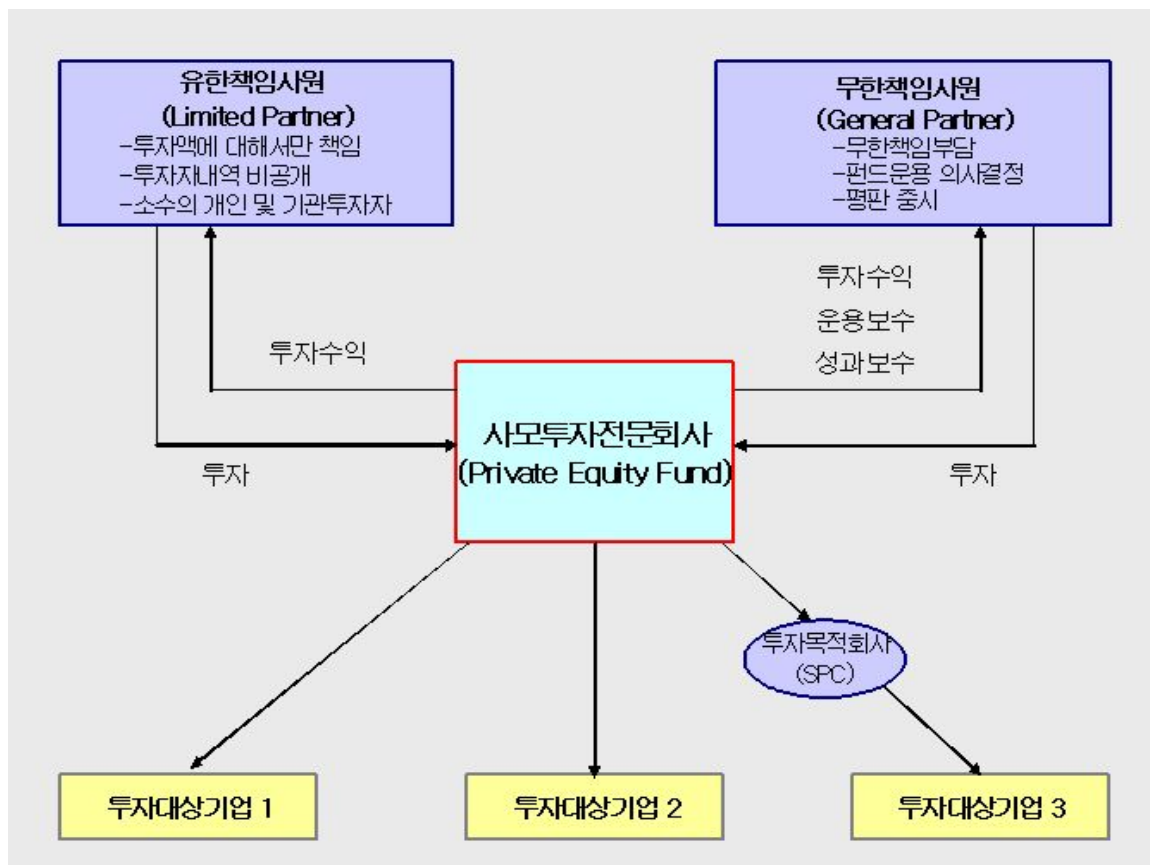 유한책임사원
(Limited Partner)
-투자액에 대해서만 책임
-투자자내역 비공개
-소수의 개인 및 기관투자자
무한책임사원
(General Partner)
-무한책임부담
-펀드운용 의사결정
-평판 중시
투자수익
운용보수
성과보수
투자수익
사모투자전문회사
(Private Equity Fund)
투자
투자
투자목적회사
(SPC)
투자대상기업 1
투자대상기업 2
투자대상기업 3